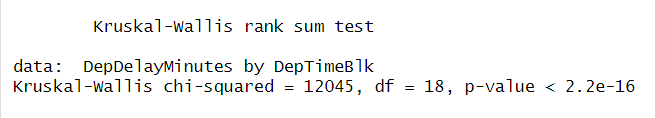 Kruskal-Wallis rank sum test
data:  DepDelayMinutes by DepTimeBlk
Kruskal-Wallis chi-squared = 12045, df = 18, p-value < 2.2e-16